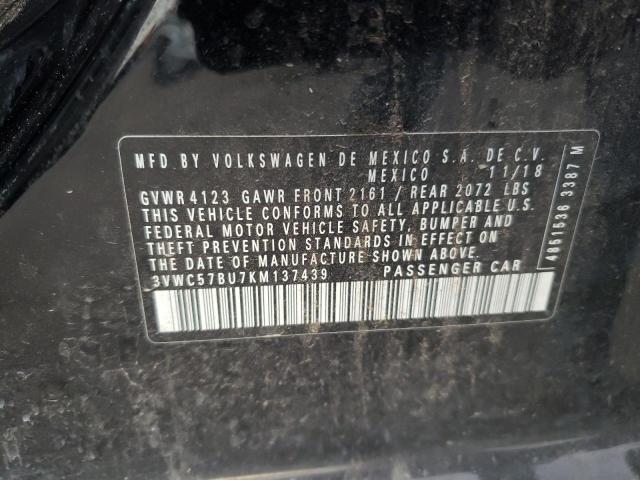 MFD BY VOLKSWAGEN DE MEXICO S.A. DE C.V.
MEXICO 11/18
GVWR 4123 GAWR FRONT 2161 / REAR 2072 LBS
THIS VEHICLE CONFORMS TO ALL APPLICABLE U.S.
FEDERAL MOTOR VEHICLE SAFETY, BUMPER AND
THEFT PREVENTION STANDARDS IN EFFECT ON
THE DATE OF MANUFACTURE SHOWN ABOVE.
3VWC57BU7KM137439 PASSENGER CAR
4851536 3387 M